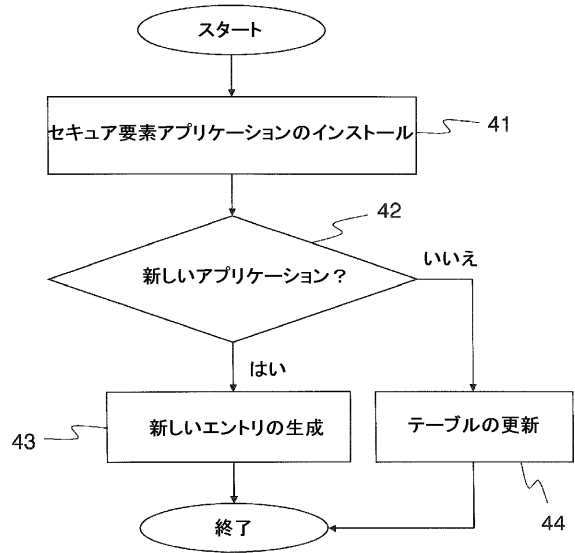 スタート
セキュア要素アプリケーションのインストール
41
42
新しいアプリケーション？
いいえ
はい
43
新しいエントリの生成
テーブルの更新
44
終了